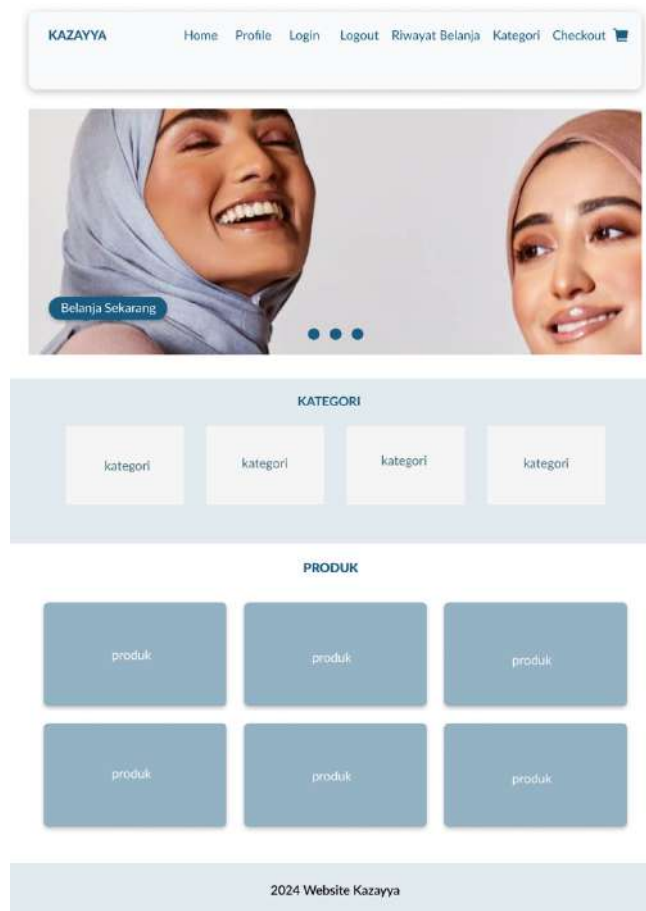 KAZAYYA Home Profile Login Logout Riwayat Belanja Kategori Checkout
Belanja Sekarang
KATEGORI
kategori kategori kategori kategori
PRODUK
produk produk produk
produk produk produk
2024 Website Kazayya